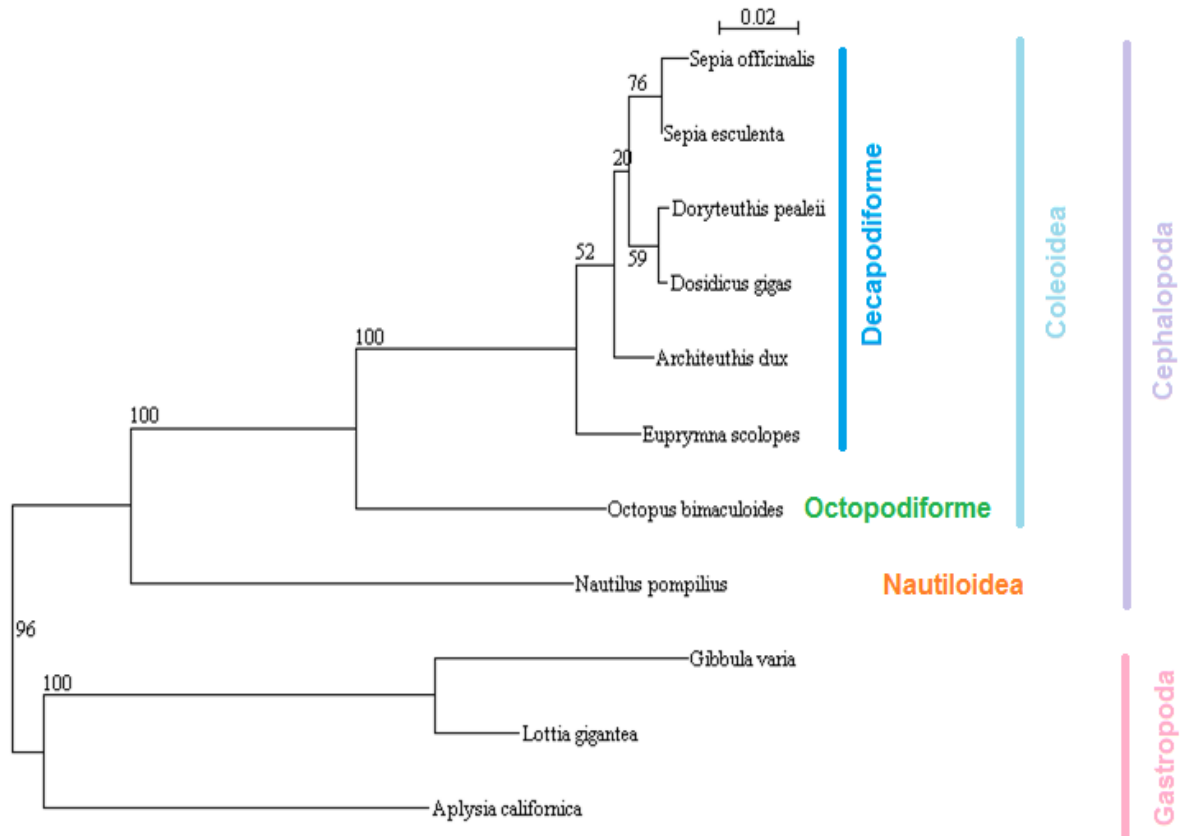 0.02
Sepia officinalis
76
Sepia esculenta
20
Doryteuthis pealeii
59
Dosidicus gigas
52
Architeuthis dux
100
Euprymna scolopes
100
Octopus bimaculoides
Octopodiforme
Nautilus pompilius
Nautiloidea
96
Gibbula varia
100
Lottia gigantea
Aplysia californica
Decapodiforme
Coleoidea
Cephalopoda
Gastropoda